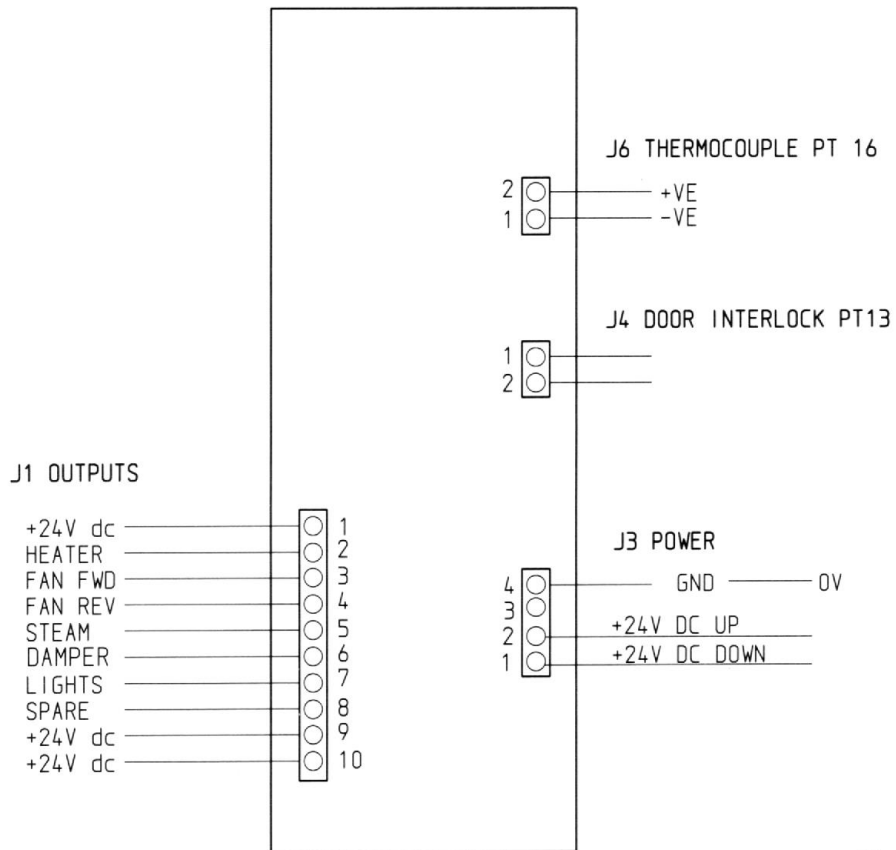 J6 THERMOCOUPLE PT 16
2 +VE
1 -VE
J4 DOOR INTERLOCK PT13
1
2
J1 OUTPUTS
+24V dc 1
HEATER 2
FAN FWD 3
FAN REV 4
STEAM 5
DAMPER 6
LIGHTS 7
SPARE 8
+24V dc 9
+24V dc 10
J3 POWER
4 GND 0V
3
2 +24V DC UP
1 +24V DC DOWN